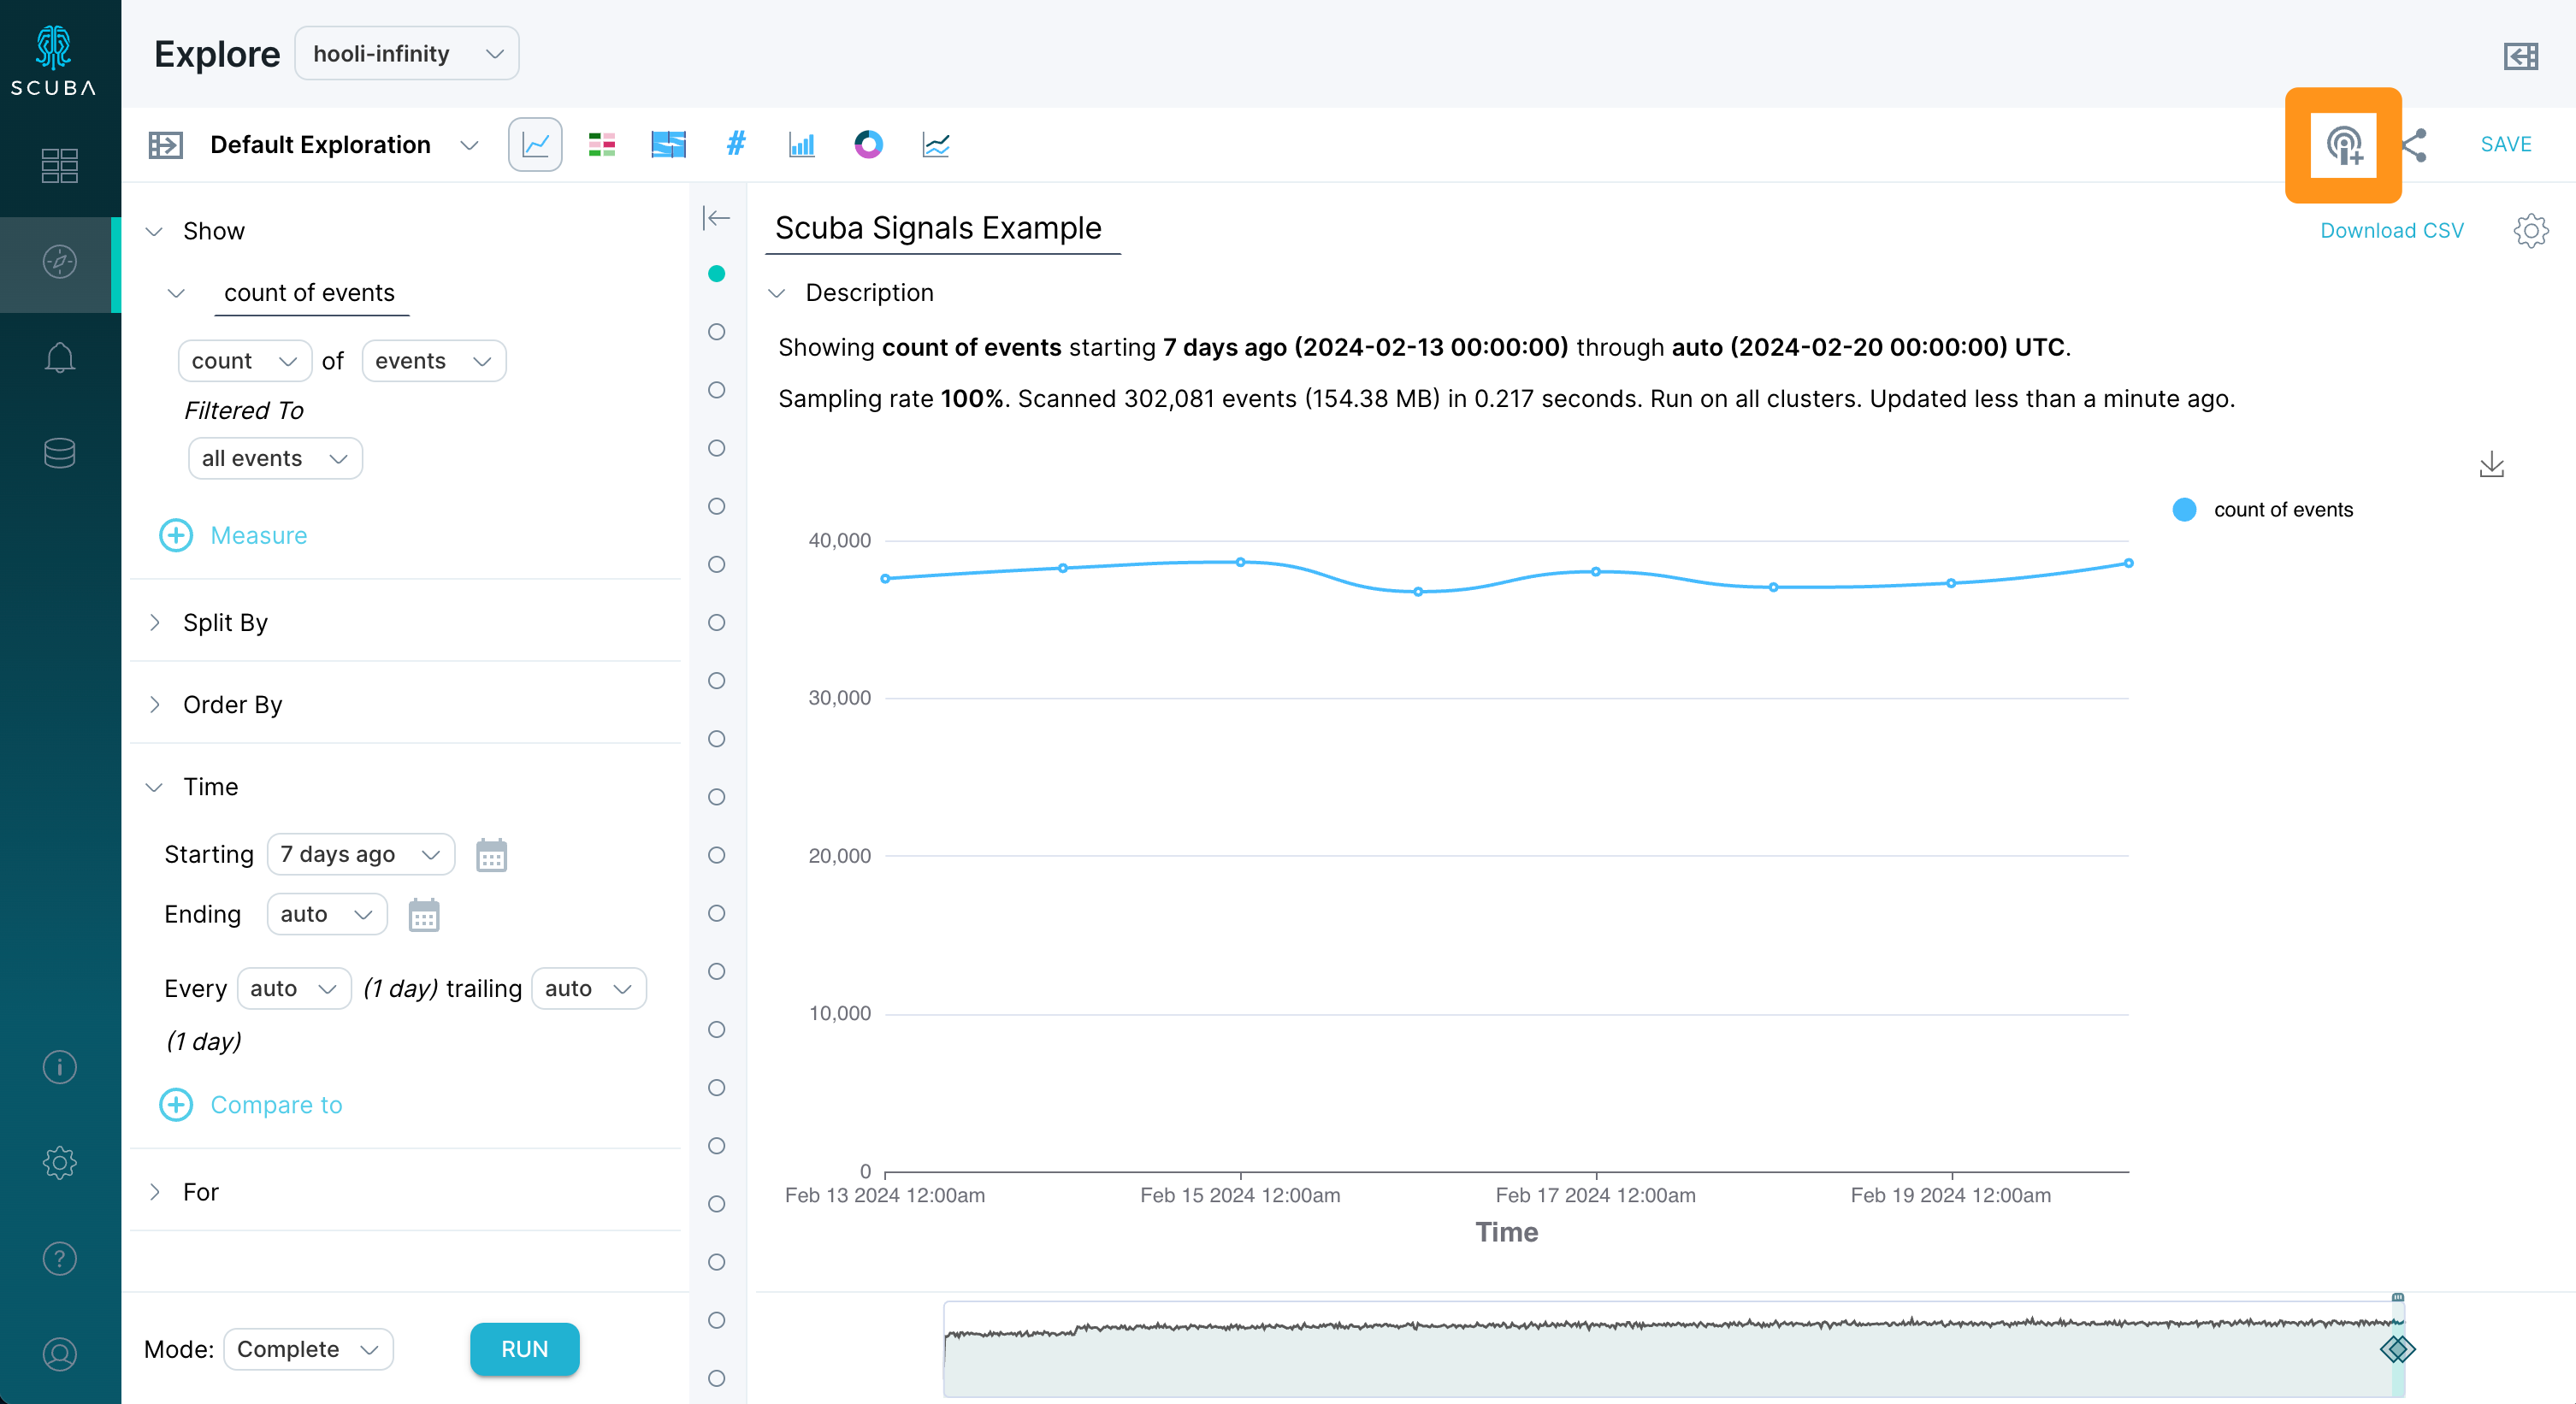 SCUBA
Explore
hooli-infinity
Default Exploration
#
SAVE
Show
count of events
count of events
Filtered To
all events
Measure
Split By
Order By
Time
Starting 7 days ago
Ending auto
Every auto (1 day) trailing auto
(1 day)
Compare to
For
Mode: Complete RUN
Scuba Signals Example
Download CSV
Description
Showing count of events starting 7 days ago (2024-02-13 00:00:00) through auto (2024-02-20 00:00:00) UTC.
Sampling rate 100%. Scanned 302,081 events (154.38 MB) in 0.217 seconds. Run on all clusters. Updated less than a minute ago.
count of events
40,000
30,000
20,000
10,000
0
Feb 13 2024 12:00am Feb 15 2024 12:00am Feb 17 2024 12:00am Feb 19 2024 12:00am
Time